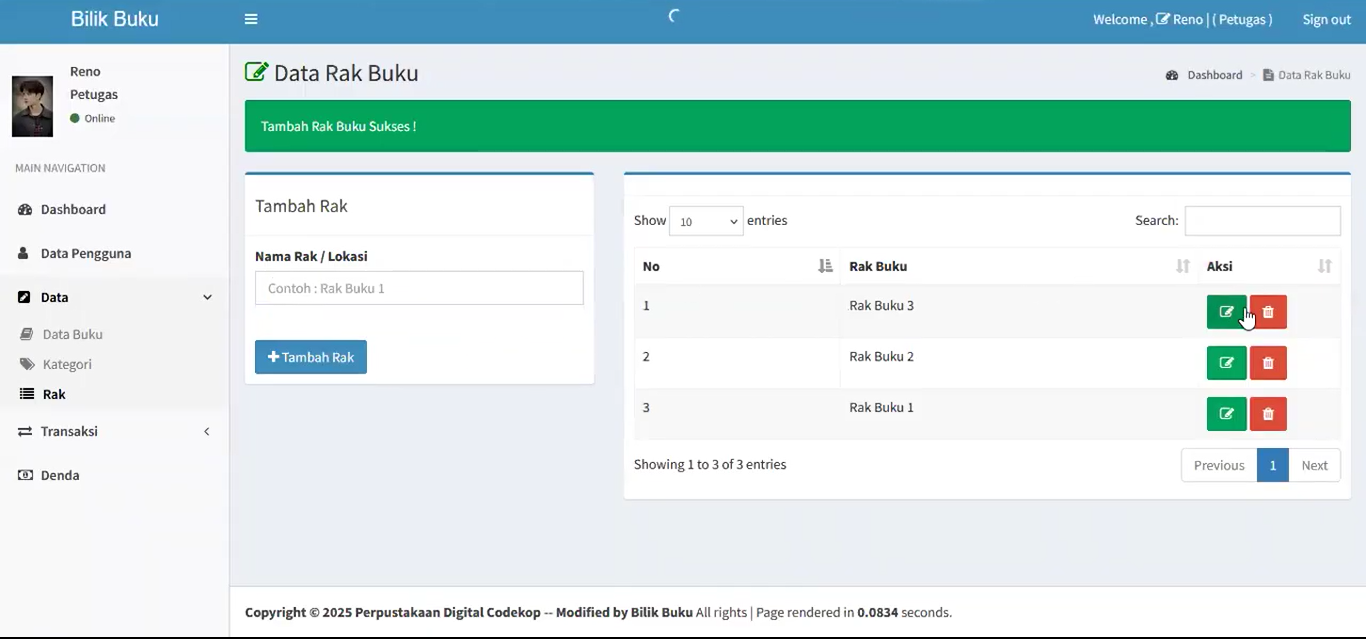 Bilik Buku
Welcome , Reno | ( Petugas ) Sign out
Reno
Petugas
Online
MAIN NAVIGATION
Dashboard
Data Pengguna
Data
Data Buku
Kategori
Rak
Transaksi
Denda
Data Rak Buku
Dashboard > Data Rak Buku
Tambah Rak Buku Sukses !
Tambah Rak
Nama Rak / Lokasi
Contoh : Rak Buku 1
+ Tambah Rak
Show 10 entries Search:
No Rak Buku Aksi
1 Rak Buku 3
2 Rak Buku 2
3 Rak Buku 1
Showing 1 to 3 of 3 entries Previous 1 Next
Copyright © 2025 Perpustakaan Digital Codekop -- Modified by Bilik Buku All rights | Page rendered in 0.0834 seconds.